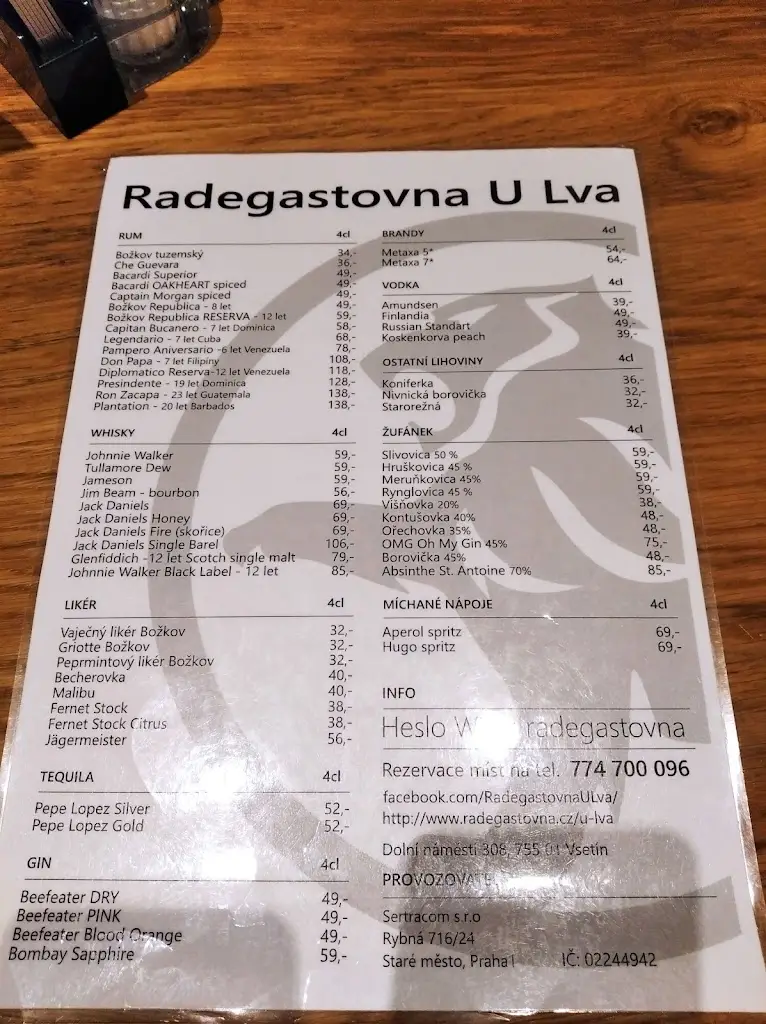 Radegastovna U Lva
RUM 4cl
Božkov tuzemský 34,-
Che Guevara 36,-
Bacardi Superior 49,-
Bacardi OAKHEART spiced 49,-
Captain Morgan spiced 49,-
Božkov Republica - 8 let 49,-
Božkov Republica RESERVA - 12 let 59,-
Capitan Bucanero - 7 let Dominica 58,-
Legendario - 7 let Cuba 68,-
Pampero Aniversario -6 let Venezuela 78,-
Don Papa - 7 let Filipíny 108,-
Diplomatico Reserva-12 let Venezuela 118,-
Presindente - 19 let Dominica 128,-
Ron Zacapa - 23 let Guatemala 138,-
Plantation - 20 let Barbados 138,-
WHISKY 4cl
Johnnie Walker 59,-
Tullamore Dew 59,-
Jameson 59,-
Jim Beam - bourbon 56,-
Jack Daniels 69,-
Jack Daniels Honey 69,-
Jack Daniels Fire (skořice) 69,-
Jack Daniels Single Barel 106,-
Glenfiddich -12 let Scotch single malt 79,-
Johnnie Walker Black Label - 12 let 85,-
LIKÉR 4cl
Vaječný likér Božkov 32,-
Griotte Božkov 32,-
Peprmintový likér Božkov 32,-
Becherovka 40,-
Malibu 40,-
Fernet Stock 38,-
Fernet Stock Citrus 38,-
Jägermeister 56,-
TEQUILA 4cl
Pepe Lopez Silver 52,-
Pepe Lopez Gold 52,-
GIN 4cl
Beefeater DRY 49,-
Beefeater PINK 49,-
Beefeater Blood Orange 49,-
Bombay Sapphire 59,-
BRANDY 4cl
Metaxa 5* 54,-
Metaxa 7* 64,-
VODKA 4cl
Amundsen 39,-
Finlandia 49,-
Russian Standart 49,-
Koskenkorva peach 39,-
OSTATNÍ LIHOVINY 4cl
Koniferka 36,-
Nivnická borovička 32,-
Starorežná 32,-
ŽUFÁNEK 4cl
Slivovica 50 % 59,-
Hruškovica 45 % 59,-
Meruňkovica 45% 59,-
Rynglovica 45 % 59,-
Višňovka 20% 38,-
Kontušovka 40% 48,-
Ořechovka 35% 48,-
OMG Oh My Gin 45% 75,-
Borovička 45% 48,-
Absinthe St. Antoine 70% 85,-
MÍCHANÉ NÁPOJE 4cl
Aperol spritz 69,-
Hugo spritz 69,-
INFO
Heslo radegastovna
Rezervace míst na tel. 774 700 096
facebook.com/RadegastovnaULva/
http://www.radegastovna.cz/u-lva
Dolní náměstí 308, 755 01 Vsetín
PROVOZOVATEL
Sertracom s.r.o
Rybná 716/24
Staré město, Praha IČ: 02244942